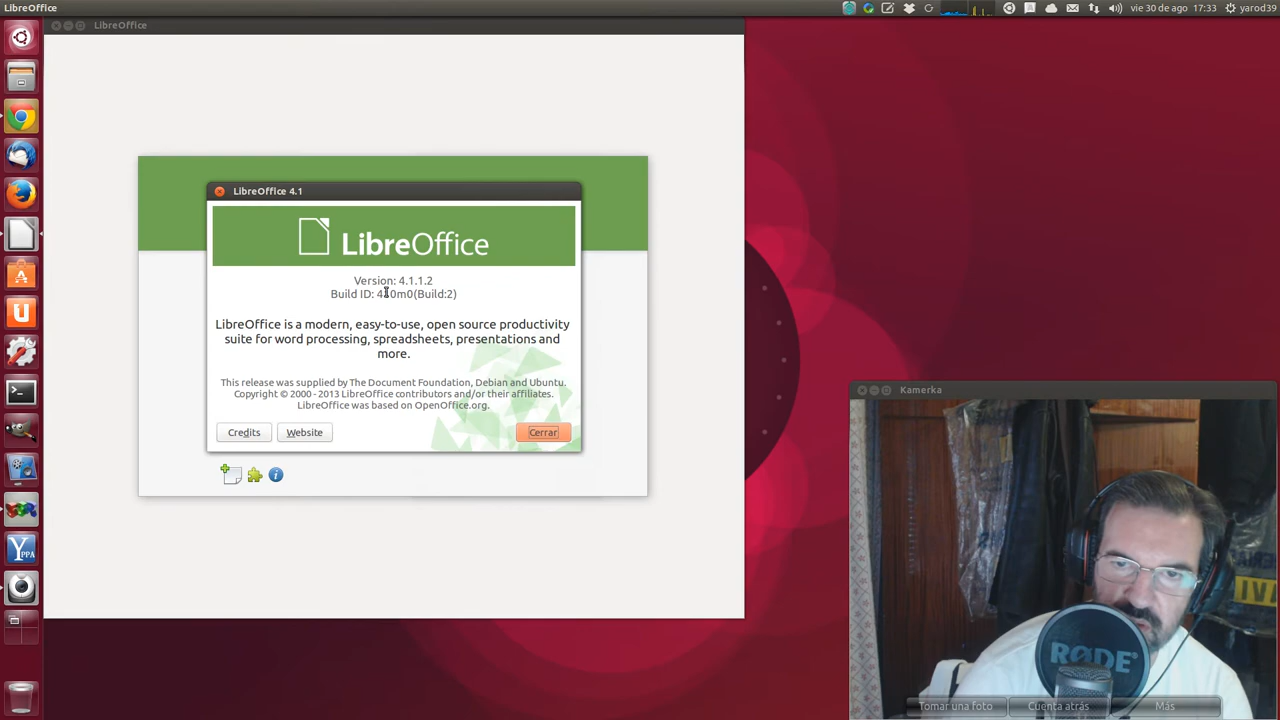 LibreOffice
vie 30 de ago
17:33
yarod39
LibreOffice
LibreOffice 4.1
LibreOffice
Version: 4.1.1.2
Build ID: 410m0(Build:2)
LibreOffice is a modern, easy-to-use, open source productivity
suite for word processing, spreadsheets, presentations and
more.
This release was supplied by The Document Foundation, Debian and Ubuntu.
Copyright © 2000 - 2013 LibreOffice contributors and/or their affiliates.
LibreOffice was based on OpenOffice.org.
Credits
Website
Cerrar
Kamerka
RØDE
Tomar una foto
Cuenta atrás
Más
YPPA